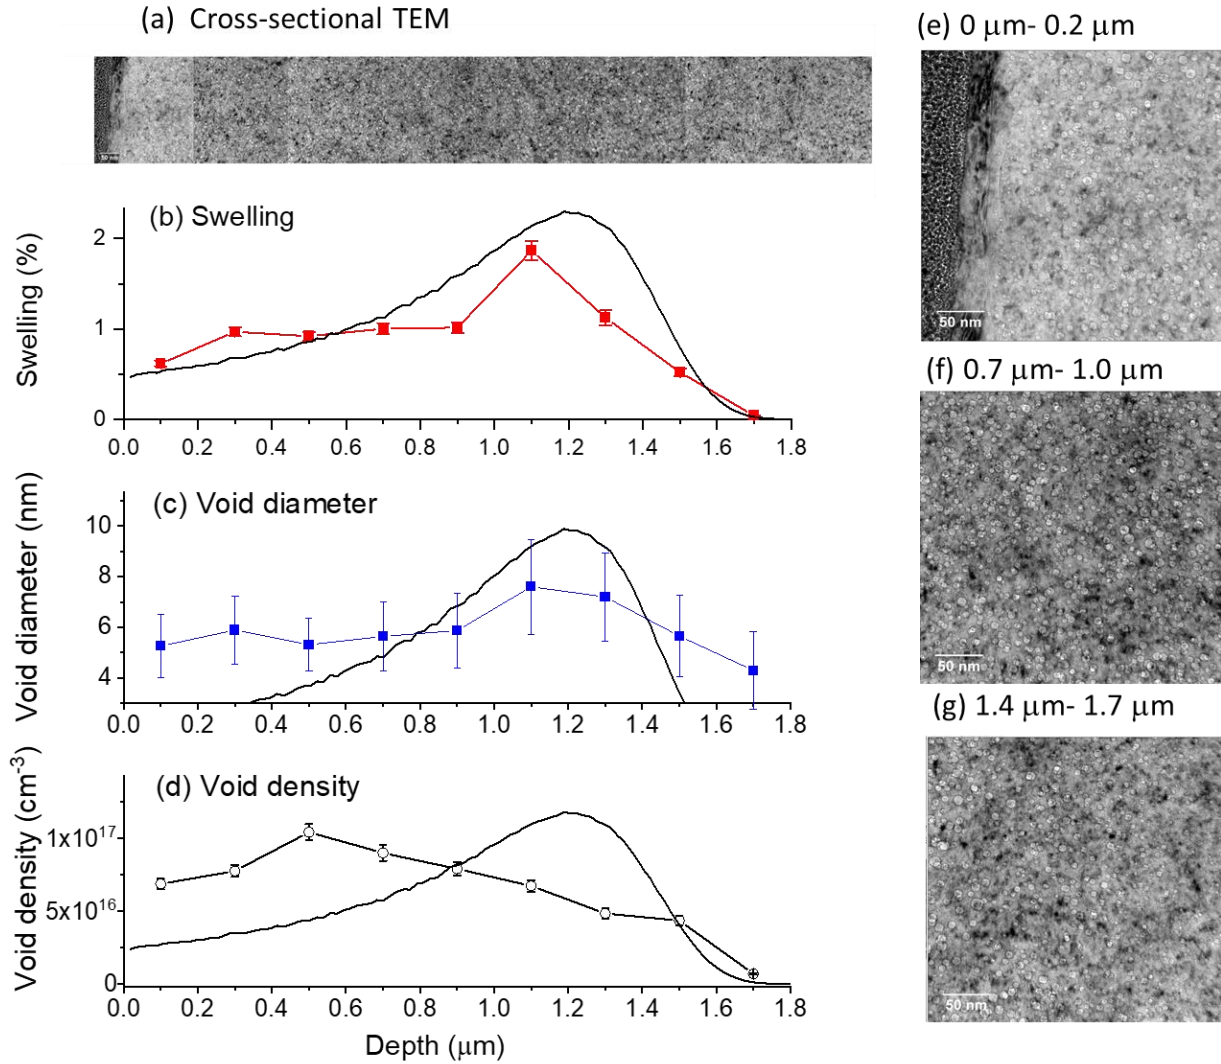 (a) Cross-sectional TEM
50 nm
(b) Swelling
Swelling (%)
2
1
0
0.0 0.2 0.4 0.6 0.8 1.0 1.2 1.4 1.6 1.8
(c) Void diameter
Void diameter (nm)
10
8
6
4
0.0 0.2 0.4 0.6 0.8 1.0 1.2 1.4 1.6 1.8
(d) Void density
Void density (cm⁻³)
1x10¹⁷
5x10¹⁶
0
0.0 0.2 0.4 0.6 0.8 1.0 1.2 1.4 1.6 1.8
Depth (μm)
(e) 0 μm- 0.2 μm
50 nm
(f) 0.7 μm- 1.0 μm
50 nm
(g) 1.4 μm- 1.7 μm
50 nm